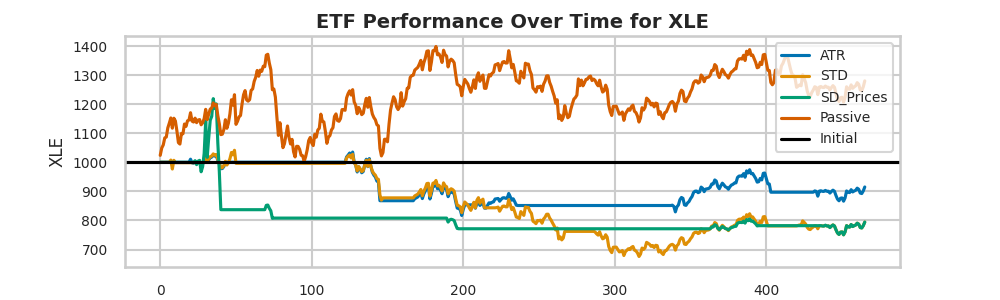 ETF Performance Over Time for XLE
XLE
1400
1300
1200
1100
1000
900
800
700
0
100
200
300
400
ATR
STD
SD_Prices
Passive
Initial